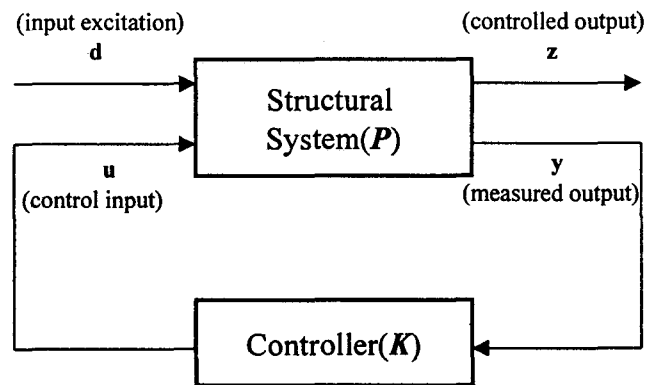 (input excitation)
d
(controlled output)
z
Structural
System(P)
u
(control input)
y
(measured output)
Controller(K)